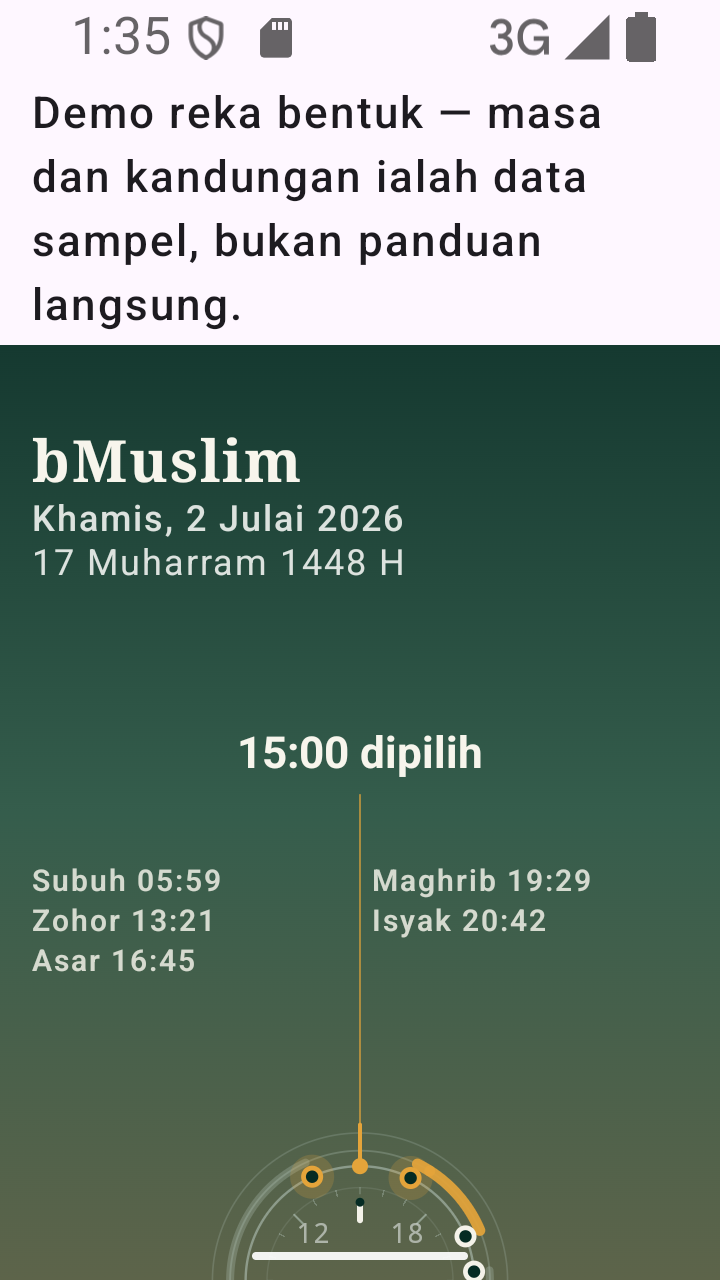 1:35 3G
Demo reka bentuk — masa
dan kandungan ialah data
sampel, bukan panduan
langsung.
bMuslim
Khamis, 2 Julai 2026
17 Muharram 1448 H
15:00 dipilih
Subuh 05:59
Zohor 13:21
Asar 16:45
Maghrib 19:29
Isyak 20:42
12 18